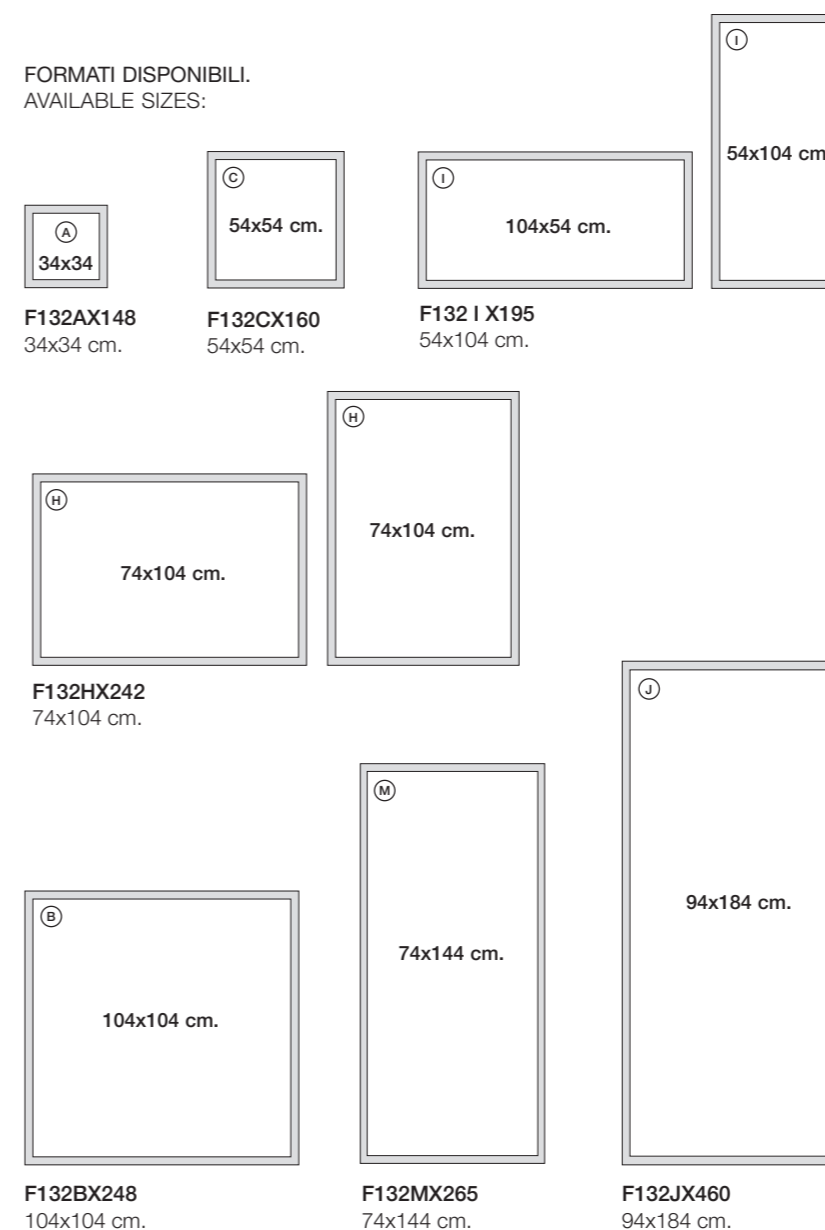 FORMATI DISPONIBILI.
AVAILABLE SIZES:
A
34x34
F132AX148
34x34 cm.
C
54x54 cm.
F132CX160
54x54 cm.
I
104x54 cm.
F132 I X195
54x104 cm.
I
54x104 cm
H
74x104 cm.
F132HX242
74x104 cm.
H
74x104 cm.
B
104x104 cm.
F132BX248
104x104 cm.
M
74x144 cm.
F132MX265
74x144 cm.
J
94x184 cm.
F132JX460
94x184 cm.